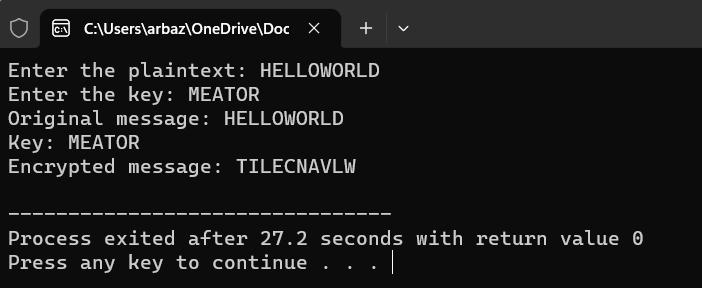 C:\Users\arbaz\OneDrive\Doc
Enter the plaintext: HELLOWORLD
Enter the key: MEATOR
Original message: HELLOWORLD
Key: MEATOR
Encrypted message: TILECNAVLW
--------------------------------
Process exited after 27.2 seconds with return value 0
Press any key to continue . . .